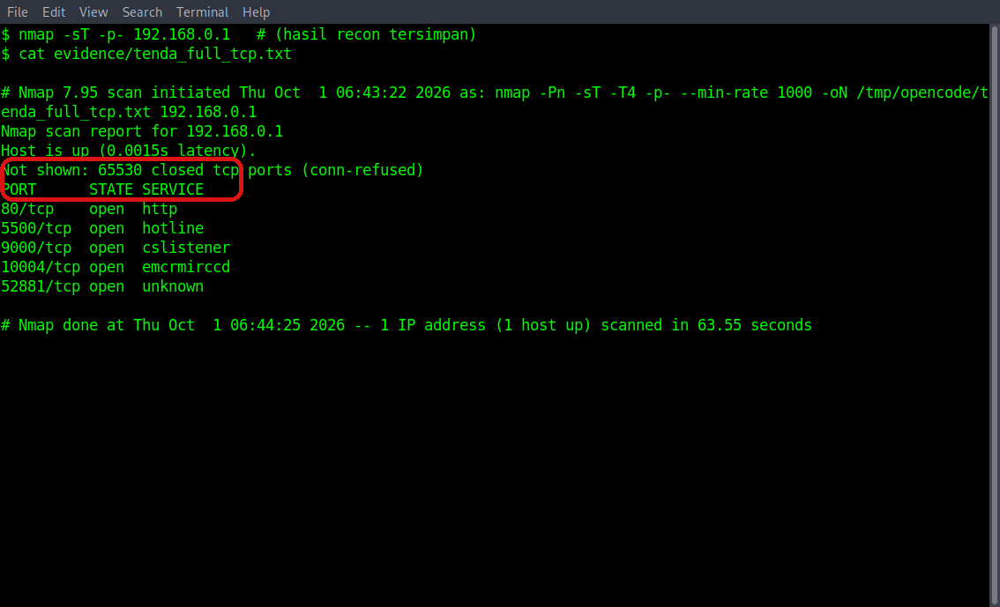 File Edit View Search Terminal Help
$ nmap -sT -p- 192.168.0.1   # (hasil recon tersimpan)
$ cat evidence/tenda_full_tcp.txt
# Nmap 7.95 scan initiated Thu Oct  1 06:43:22 2026 as: nmap -Pn -sT -T4 -p- --min-rate 1000 -oN /tmp/opencode/t
enda_full_tcp.txt 192.168.0.1
Nmap scan report for 192.168.0.1
Host is up (0.0015s latency).
Not shown: 65530 closed tcp ports (conn-refused)
PORT      STATE SERVICE
80/tcp    open  http
5500/tcp  open  hotline
9000/tcp  open  cslistener
10004/tcp open  emcrmirccd
52881/tcp open  unknown
# Nmap done at Thu Oct  1 06:44:25 2026 -- 1 IP address (1 host up) scanned in 63.55 seconds